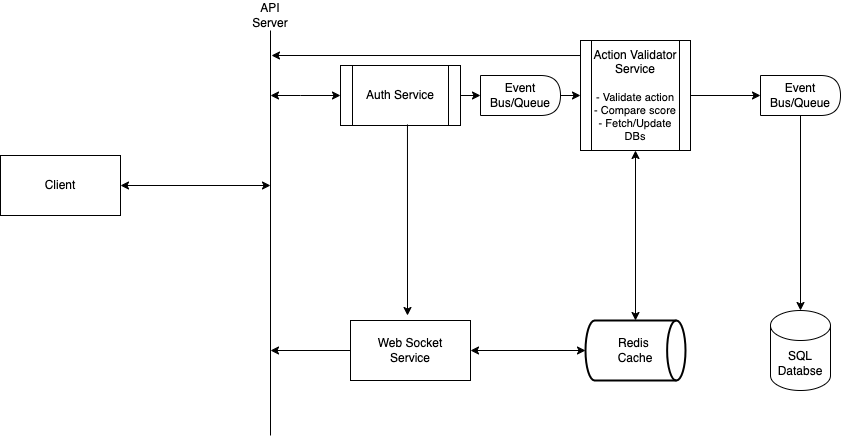 API
Server
Action Validator
Service
- Validate action
- Compare score
- Fetch/Update
DBs
Auth Service
Event
Bus/Queue
Event
Bus/Queue
Client
Web Socket
Service
Redis
Cache
SQL
Databse